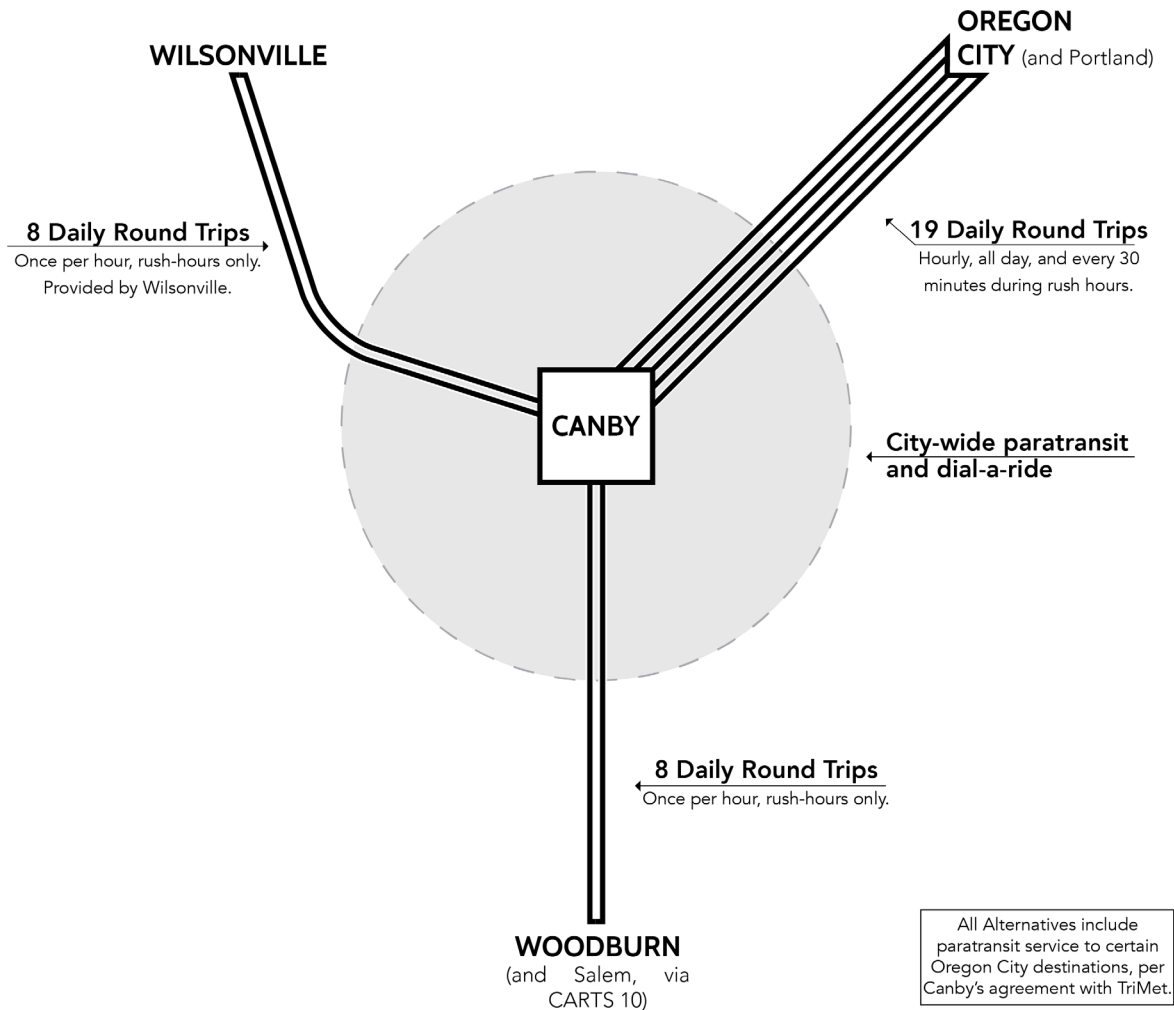 OREGON
CITY (and Portland)
WILSONVILLE
8 Daily Round Trips
Once per hour, rush-hours only.
Provided by Wilsonville.
19 Daily Round Trips
Hourly, all day, and every 30
minutes during rush hours.
CANBY
City-wide paratransit
and dial-a-ride
8 Daily Round Trips
Once per hour, rush-hours only.
WOODBURN
(and Salem, via
CARTS 10)
All Alternatives include
paratransit service to certain
Oregon City destinations, per
Canby's agreement with TriMet.